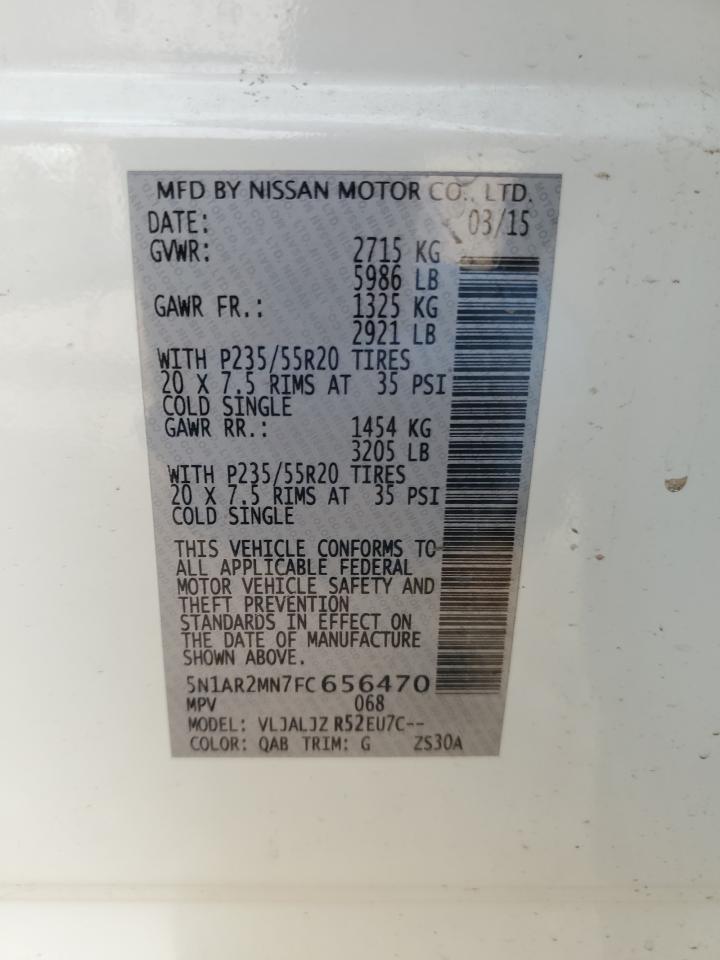 MFD BY NISSAN MOTOR CO., LTD.
DATE: 03/15
GVWR: 2715 KG
5986 LB
GAWR FR.: 1325 KG
2921 LB
WITH P235/55R20 TIRES
20 X 7.5 RIMS AT 35 PSI
COLD SINGLE
GAWR RR.: 1454 KG
3205 LB
WITH P235/55R20 TIRES
20 X 7.5 RIMS AT 35 PSI
COLD SINGLE
THIS VEHICLE CONFORMS TO
ALL APPLICABLE FEDERAL
MOTOR VEHICLE SAFETY AND
THEFT PREVENTION
STANDARDS IN EFFECT ON
THE DATE OF MANUFACTURE
SHOWN ABOVE.
5N1AR2MN7FC656470
MPV 068
MODEL: VLJALJZ R52EU7C--
COLOR: QAB TRIM: G ZS30A